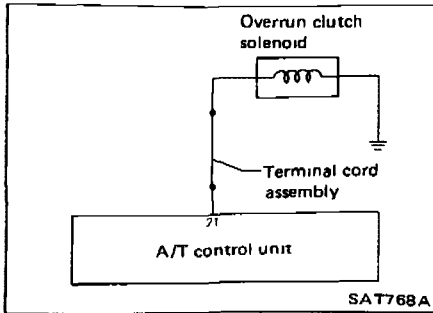 Overrun clutch
solenoid
Terminal cord
assembly
21
A/T control unit
SAT768A